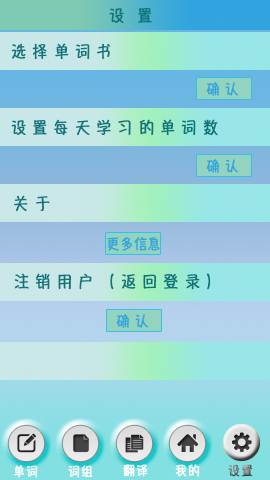 设 置
选择单词书
确认
设置每天学习的单词数
确认
关于
更多信息
注销用户（返回登录）
确认
单词 词组 翻译 我的 设置